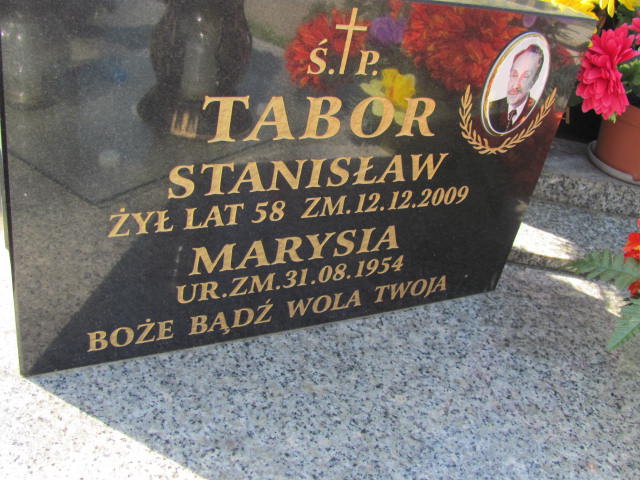 Ś. P.
TABOR
STANISŁAW
ŻYŁ LAT 58 ZM.12.12.2009
MARYSIA
UR.ZM.31.08.1954
BOŻE BĄDŹ WOLA TWOJA